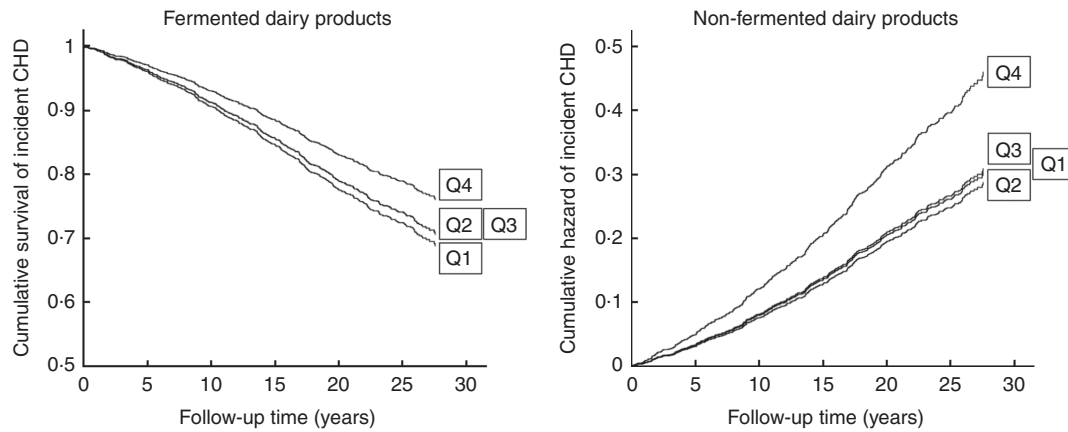 Fermented dairy products
Cumulative survival of incident CHD
1
0·9
0·8
0·7
0·6
0·5
0 5 10 15 20 25 30
Follow-up time (years)
Q4
Q2 Q3
Q1
Non-fermented dairy products
Cumulative hazard of incident CHD
0·5
0·4
0·3
0·2
0·1
0
0 5 10 15 20 25 30
Follow-up time (years)
Q4
Q3
Q1
Q2